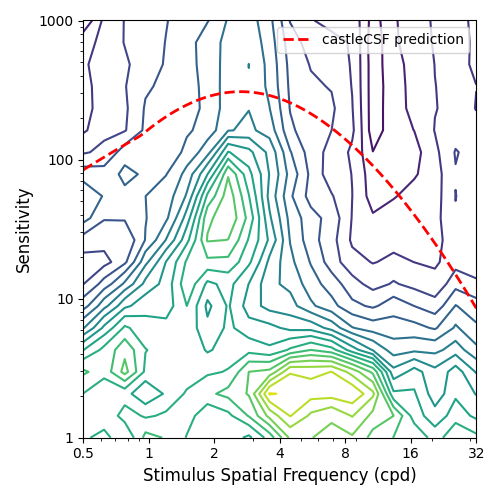 1000
castleCSF prediction
100
Sensitivity
10
1
0.5 1 2 4 8 16 32
Stimulus Spatial Frequency (cpd)